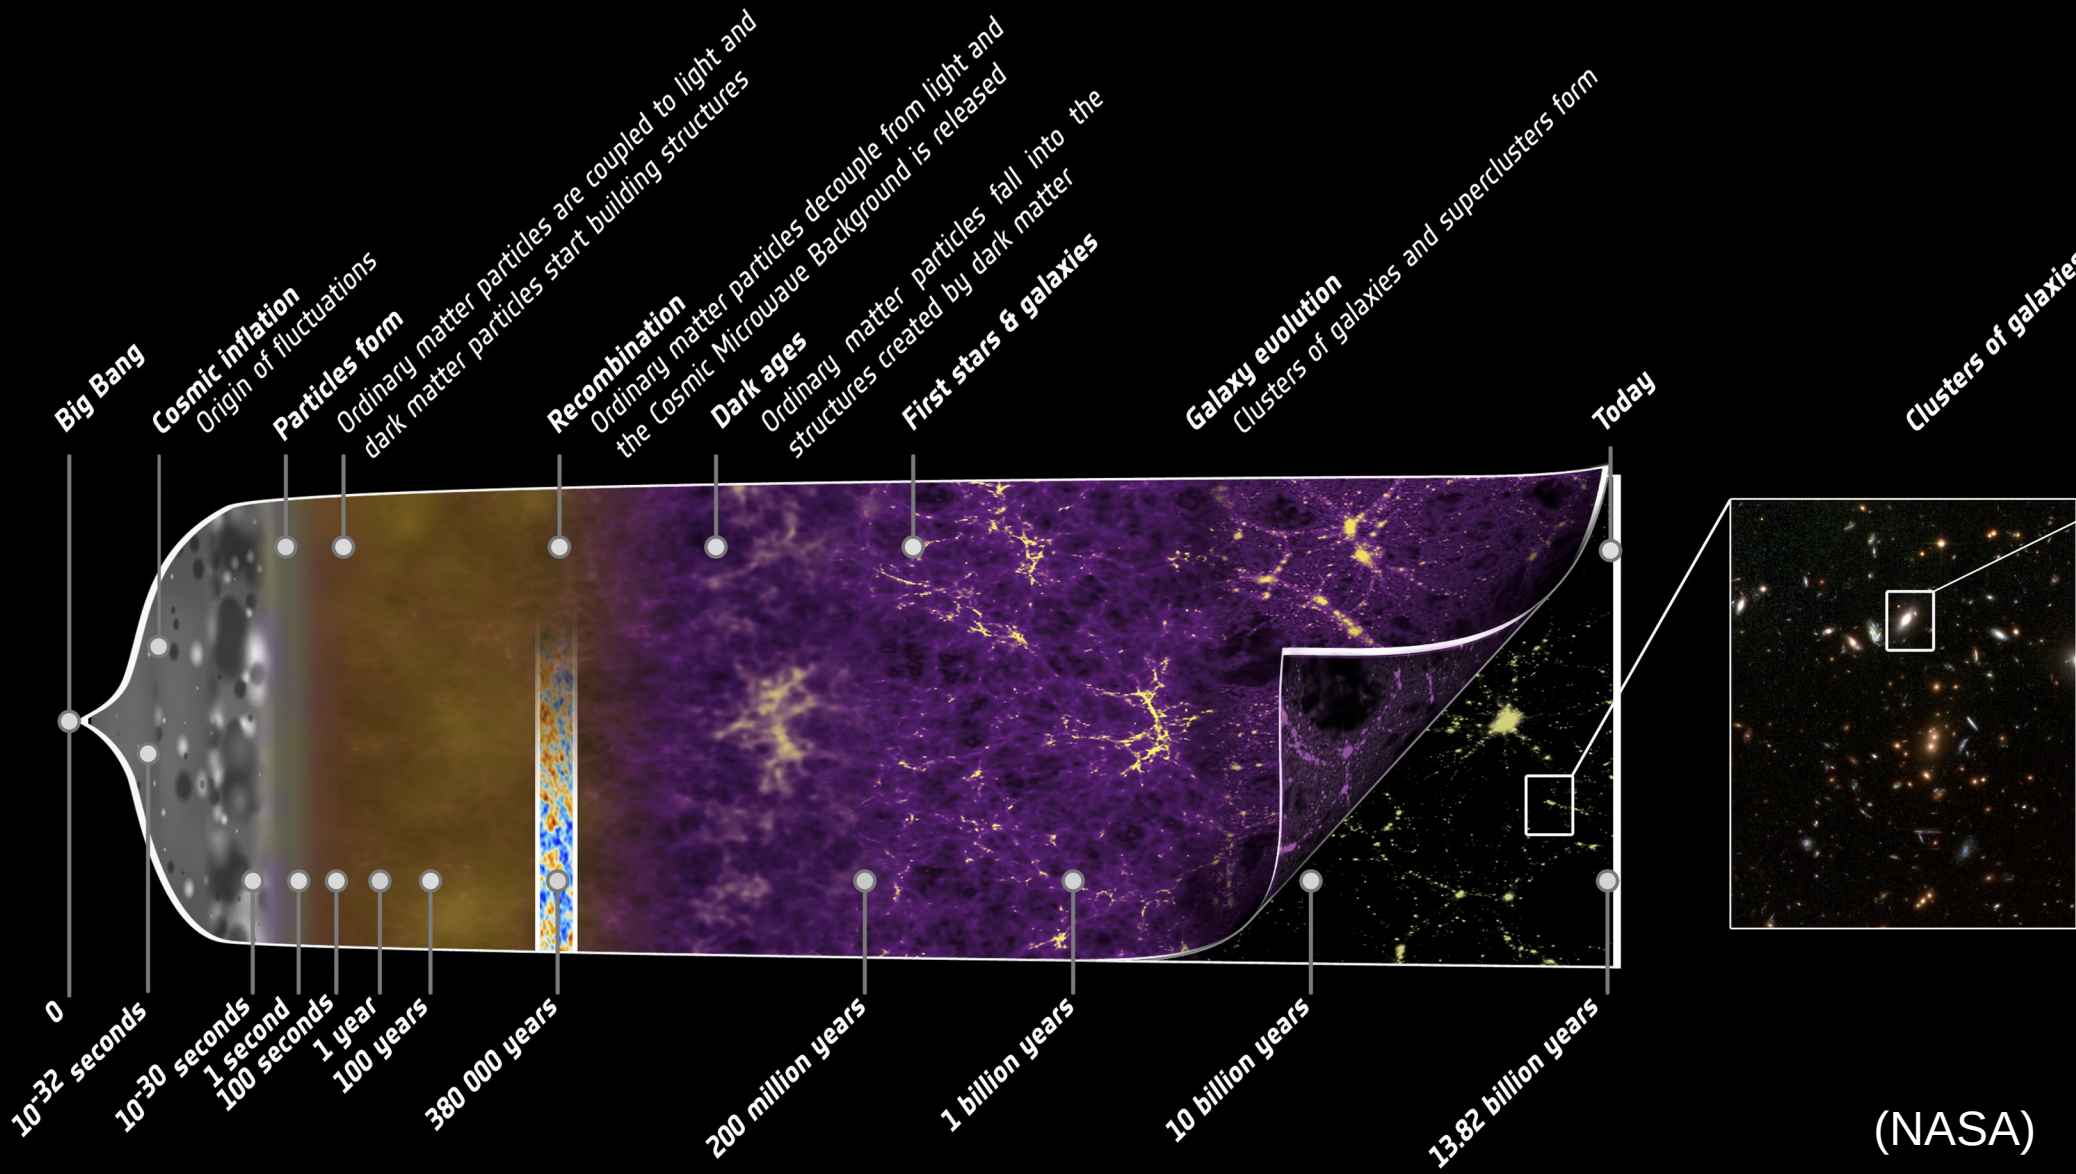 Big Bang
Cosmic inflation
Origin of fluctuations
Particles form
Ordinary matter particles are coupled to light and
dark matter particles start building structures
Recombination
Ordinary matter particles decouple from light and
the Cosmic Microwave Background is released
Dark ages
Ordinary matter particles fall into the
structures created by dark matter
First stars & galaxies
Galaxy evolution
Clusters of galaxies and superclusters form
Today
Clusters of galaxies
0
10-32 seconds
10-30 seconds
1 second
100 seconds
1 year
100 years
380 000 years
200 million years
1 billion years
10 billion years
13.82 billion years
(NASA)